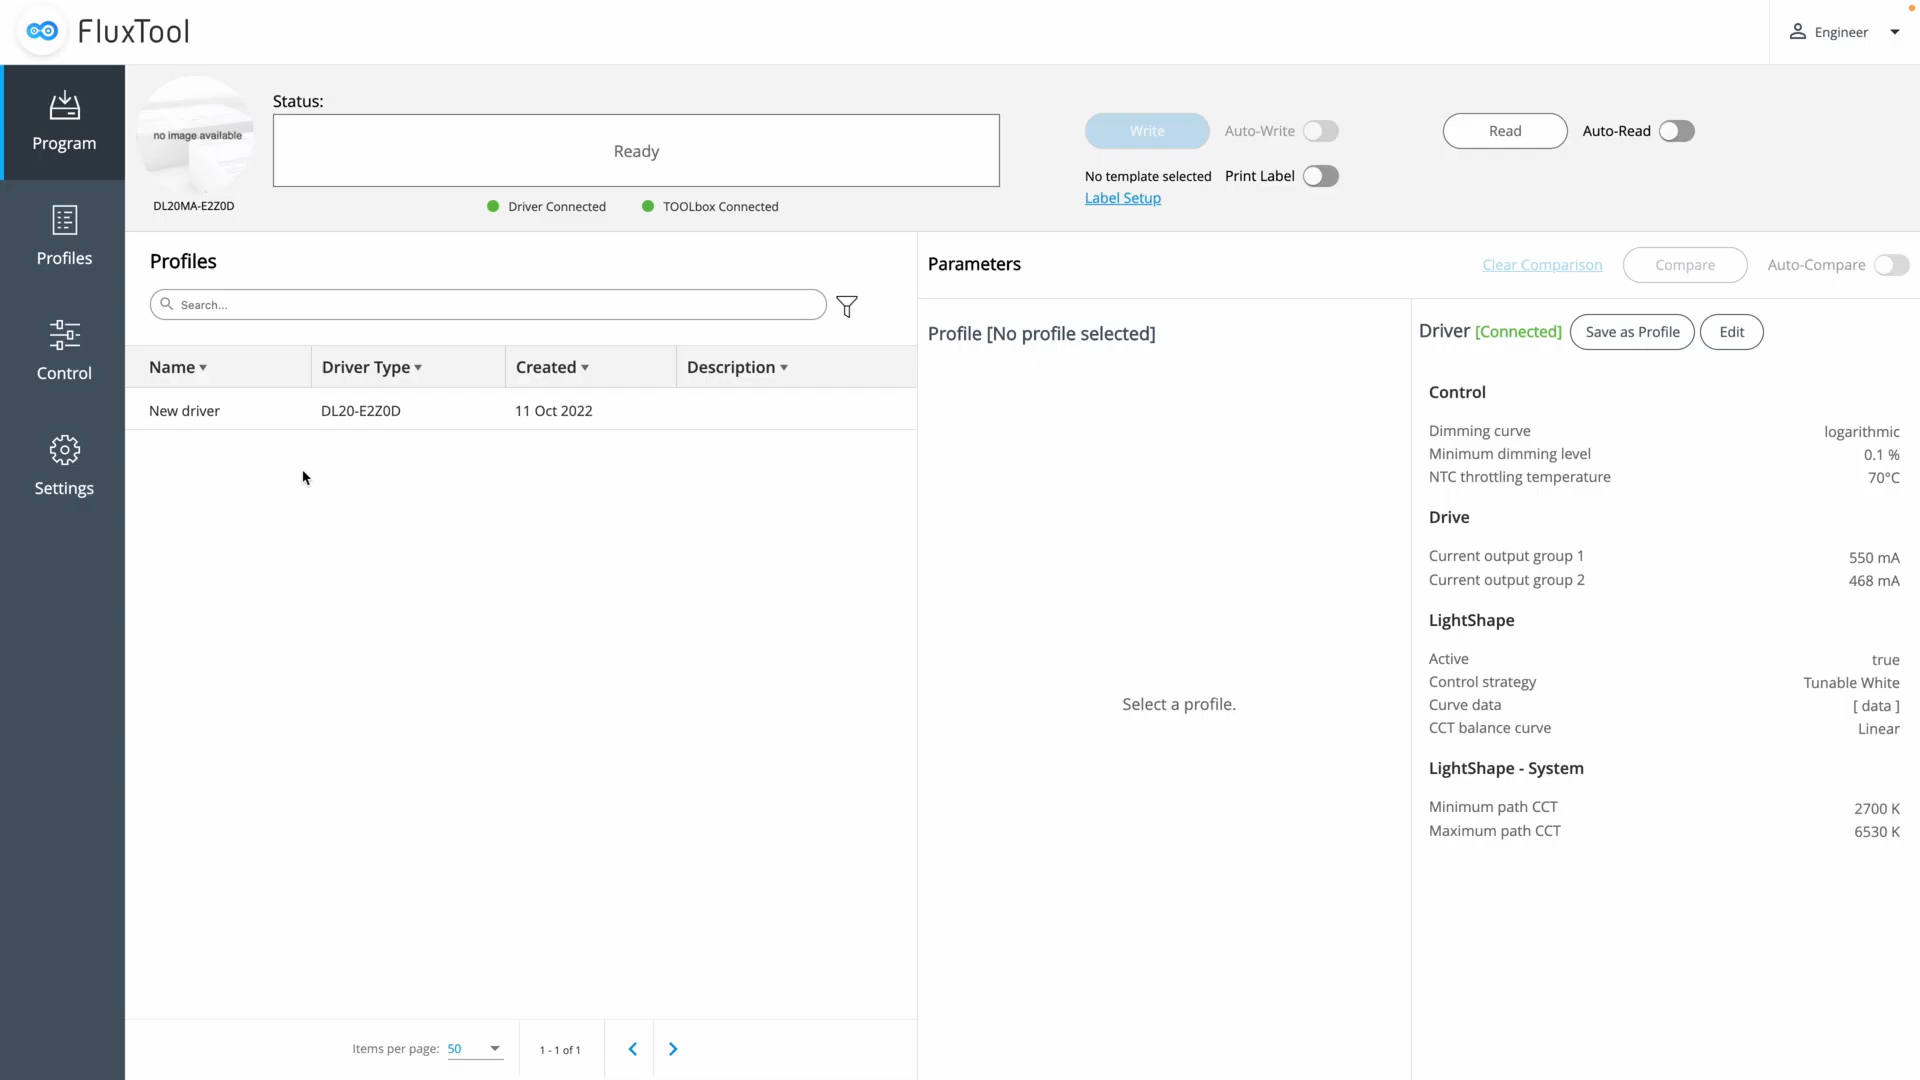 FluxTool
Engineer
Program
Profiles
Control
Settings
no image available
DL20MA-E2Z0D
Status:
Ready
Driver Connected
TOOLbox Connected
Write
Auto-Write
No template selected
Print Label
Label Setup
Read
Auto-Read
Profiles
Search...
Name
Driver Type
Created
Description
New driver
DL20-E2Z0D
11 Oct 2022
Items per page: 50
1 - 1 of 1
Parameters
Clear Comparison
Compare
Auto-Compare
Profile [No profile selected]
Select a profile.
Driver [Connected]
Save as Profile
Edit
Control
Dimming curve logarithmic
Minimum dimming level 0.1 %
NTC throttling temperature 70°C
Drive
Current output group 1 550 mA
Current output group 2 468 mA
LightShape
Active true
Control strategy Tunable White
Curve data [ data ]
CCT balance curve Linear
LightShape - System
Minimum path CCT 2700 K
Maximum path CCT 6530 K